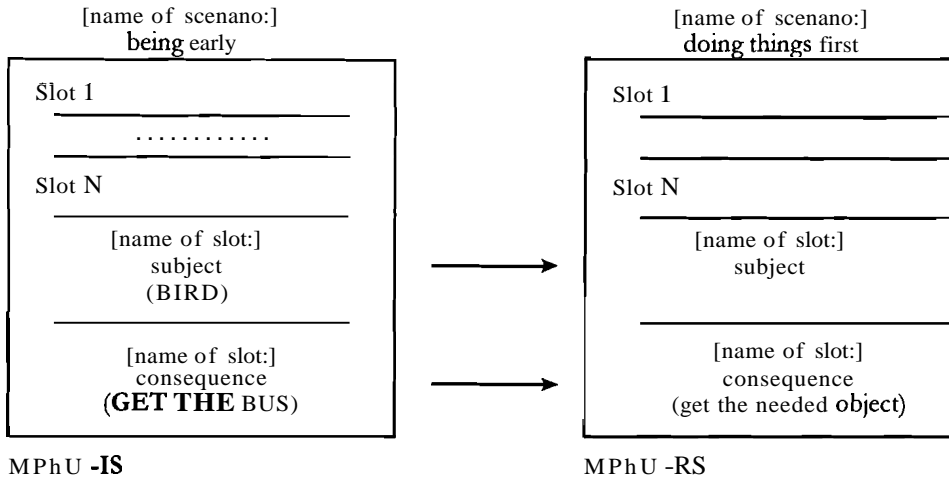 [name of scenano:]
being early
Slot 1
............
Slot N
[name of slot:]
subject
(BIRD)
[name of slot:]
consequence
(GET THE BUS)
MPhU -IS
[name of scenano:]
doing things first
Slot 1
Slot N
[name of slot:]
subject
[name of slot:]
consequence
(get the needed object)
MPhU -RS